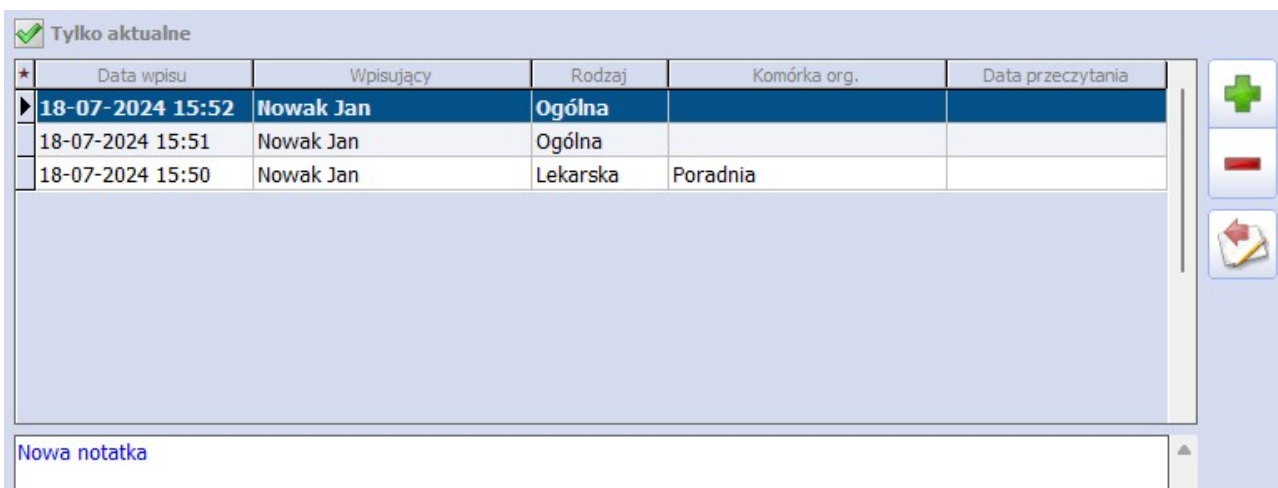 Tylko aktualne
Data wpisu Wpisujący Rodzaj Komórka org. Data przeczytania
18-07-2024 15:52 Nowak Jan Ogólna
18-07-2024 15:51 Nowak Jan Ogólna
18-07-2024 15:50 Nowak Jan Lekarska Poradnia
Nowa notatka